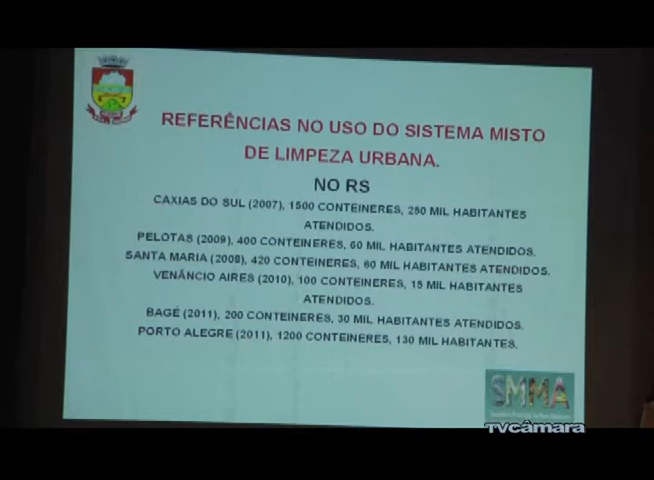 REFERÊNCIAS NO USO DO SISTEMA MISTO
DE LIMPEZA URBANA.
NO RS
CAXIAS DO SUL (2007), 1500 CONTEINERES, 250 MIL HABITANTES
ATENDIDOS.
PELOTAS (2009), 400 CONTEINERES, 60 MIL HABITANTES ATENDIDOS.
SANTA MARIA (2008), 420 CONTEINERES, 60 MIL HABITANTES ATENDIDOS.
VENÂNCIO AIRES (2010), 100 CONTEINERES, 15 MIL HABITANTES
ATENDIDOS.
BAGÉ (2011), 200 CONTEINERES, 30 MIL HABITANTES ATENDIDOS.
PORTO ALEGRE (2011), 1200 CONTEINERES, 130 MIL HABITANTES.
SMMA
TVCâmara